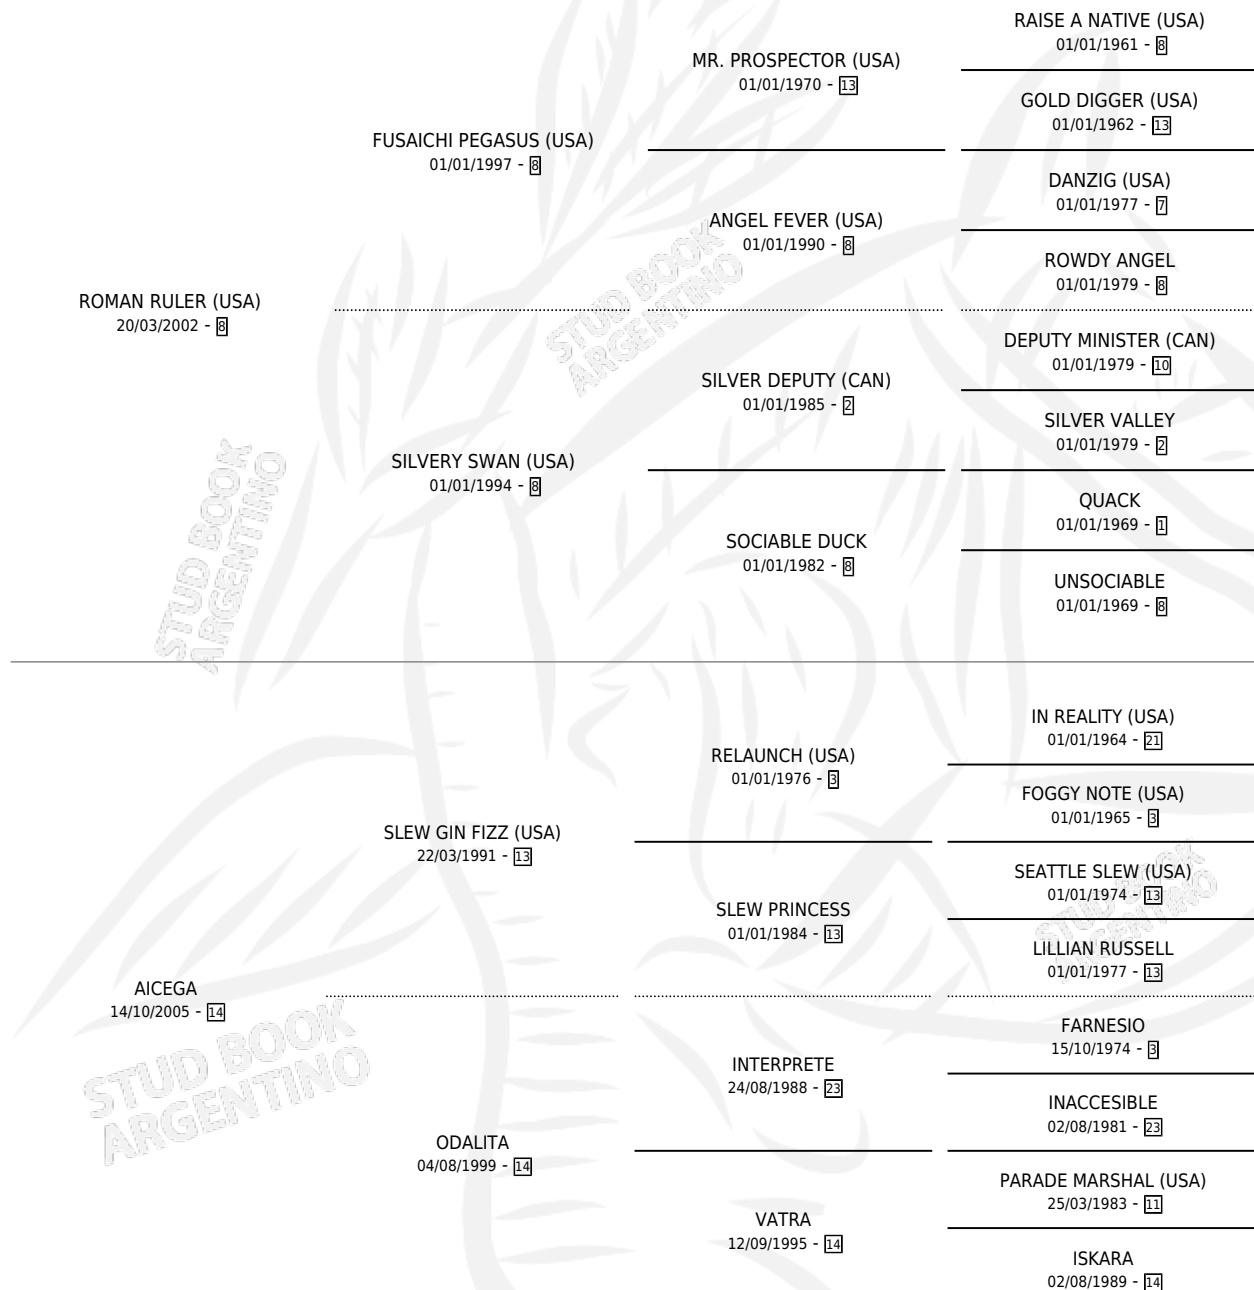 RAISE A NATIVE (USA)
01/01/1961 - 8
MR. PROSPECTOR (USA)
01/01/1970 - 13
GOLD DIGGER (USA)
01/01/1962 - 13
FUSAICHI PEGASUS (USA)
01/01/1997 - 8
DANZIG (USA)
01/01/1977 - 7
ANGEL FEVER (USA)
01/01/1990 - 8
ROWDY ANGEL
01/01/1979 - 8
ROMAN RULER (USA)
20/03/2002 - 8
DEPUTY MINISTER (CAN)
01/01/1979 - 10
SILVER DEPUTY (CAN)
01/01/1985 - 2
SILVER VALLEY
01/01/1979 - 2
SILVERY SWAN (USA)
01/01/1994 - 8
QUACK
01/01/1969 - 1
SOCIABLE DUCK
01/01/1982 - 8
UNSOCIABLE
01/01/1969 - 8
IN REALITY (USA)
01/01/1964 - 21
RELAUNCH (USA)
01/01/1976 - 3
FOGGY NOTE (USA)
01/01/1965 - 3
SLEW GIN FIZZ (USA)
22/03/1991 - 13
SEATTLE SLEW (USA)
01/01/1974 - 13
SLEW PRINCESS
01/01/1984 - 13
LILLIAN RUSSELL
01/01/1977 - 13
AICEGA
14/10/2005 - 14
FARNESIO
15/10/1974 - 3
INTERPRETE
24/08/1988 - 23
INACCESIBLE
02/08/1981 - 23
ODALITA
04/08/1999 - 14
PARADE MARSHAL (USA)
25/03/1983 - 11
VATRA
12/09/1995 - 14
ISKARA
02/08/1989 - 14
STUD BOOK
ARGENTINO
STUD BOOK
ARGENTINO
STUD BOOK
ARGENTINO
STUD BOOK
ARGENTINO